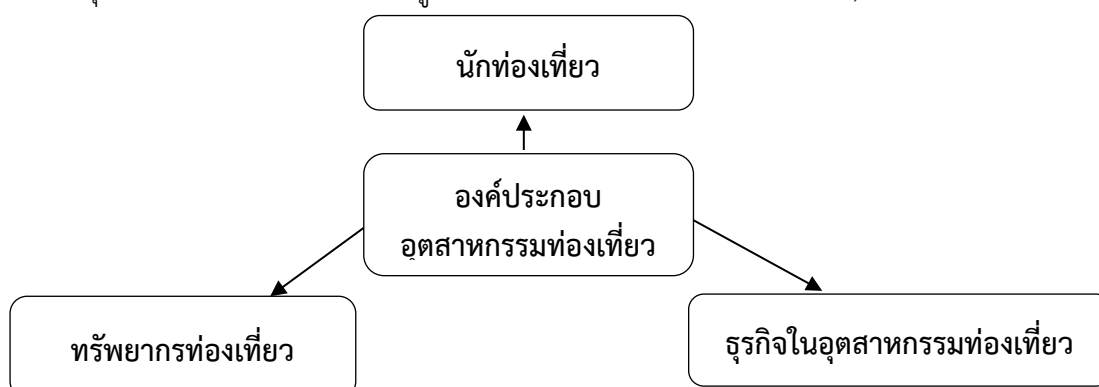 นักท่องเที่ยว
องค์ประกอบ
อุตสาหกรรมท่องเที่ยว
ทรัพยากรท่องเที่ยว
ธุรกิจในอุตสาหกรรมท่องเที่ยว